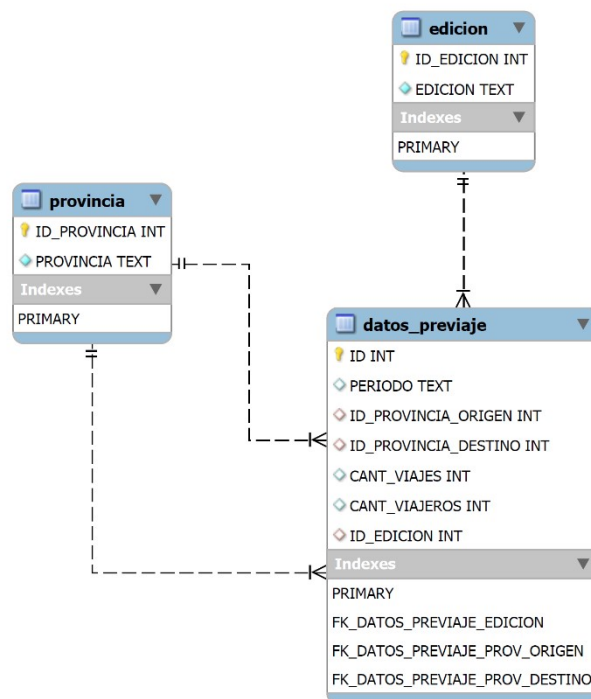 edicion
ID_EDICION INT
EDICION TEXT
Indexes
PRIMARY
provincia
ID_PROVINCIA INT
PROVINCIA TEXT
Indexes
PRIMARY
datos_previaje
ID INT
PERIODO TEXT
ID_PROVINCIA_ORIGEN INT
ID_PROVINCIA_DESTINO INT
CANT_VIAJES INT
CANT_VIAJEROS INT
ID_EDICION INT
Indexes
PRIMARY
FK_DATOS_PREVIAJE_EDICION
FK_DATOS_PREVIAJE_PROV_ORIGEN
FK_DATOS_PREVIAJE_PROV_DESTINO